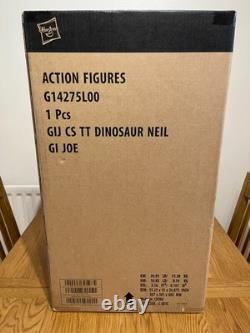 Hasbro
ACTION FIGURES
G14275L00
1 Pcs
GIJ CS TT DINOSAUR NEIL
GI JOE